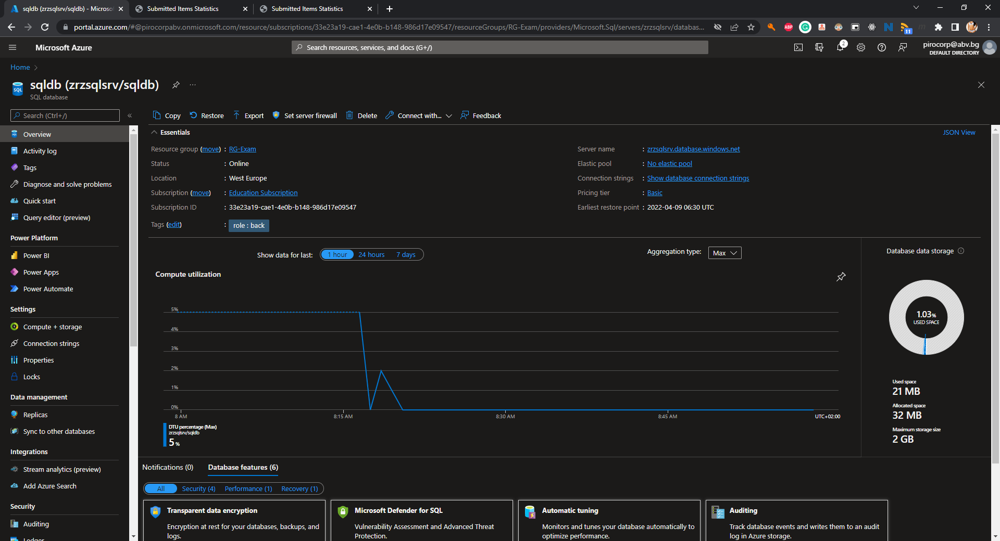 sqldb (zrzsqlsrv/sqldb) - Microso
Submitted Items Statistics
Submitted Items Statistics
portal.azure.com/#@pirocorpabv.onmicrosoft.com/resource/subscriptions/33e23a19-cae1-4e0b-b148-986d17e09547/resourceGroups/RG-Exam/providers/Microsoft.Sql/servers/zrzsqlsrv/databas...
ABP
11
Microsoft Azure
Search resources, services, and docs (G+/)
2
pirocorp@abv.bg
DEFAULT DIRECTORY
Home
sqldb (zrzsqlsrv/sqldb)
SQL database
Search (Ctrl+/)
Copy
Restore
Export
Set server firewall
Delete
Connect with...
Feedback
Overview
Activity log
Tags
Diagnose and solve problems
Quick start
Query editor (preview)
Power Platform
Power BI
Power Apps
Power Automate
Settings
Compute + storage
Connection strings
Properties
Locks
Data management
Replicas
Sync to other databases
Integrations
Stream analytics (preview)
Add Azure Search
Security
Auditing
Ledger
Essentials
JSON View
Resource group (move) : RG-Exam
Status : Online
Location : West Europe
Subscription (move) : Education Subscription
Subscription ID : 33e23a19-cae1-4e0b-b148-986d17e09547
Tags (edit) : role : back
Server name : zrzsqlsrv.database.windows.net
Elastic pool : No elastic pool
Connection strings : Show database connection strings
Pricing tier : Basic
Earliest restore point : 2022-04-09 06:30 UTC
Show data for last: 1 hour 24 hours 7 days
Aggregation type: Max
Compute utilization
5%
4%
3%
2%
1%
0%
8 AM 8:15 AM 8:30 AM 8:45 AM UTC+02:00
DTU percentage (Max)
zrzsqlsrv/sqldb
5 %
Database data storage
1.03%
USED SPACE
Used space
21 MB
Allocated space
32 MB
Maximum storage size
2 GB
Notifications (0)
Database features (6)
All Security (4) Performance (1) Recovery (1)
Transparent data encryption
Encryption at rest for your databases, backups, and
logs.
Microsoft Defender for SQL
Vulnerability Assessment and Advanced Threat
Protection.
Automatic tuning
Monitors and tunes your database automatically to
optimize performance.
Auditing
Track database events and writes them to an audit
log in Azure storage.